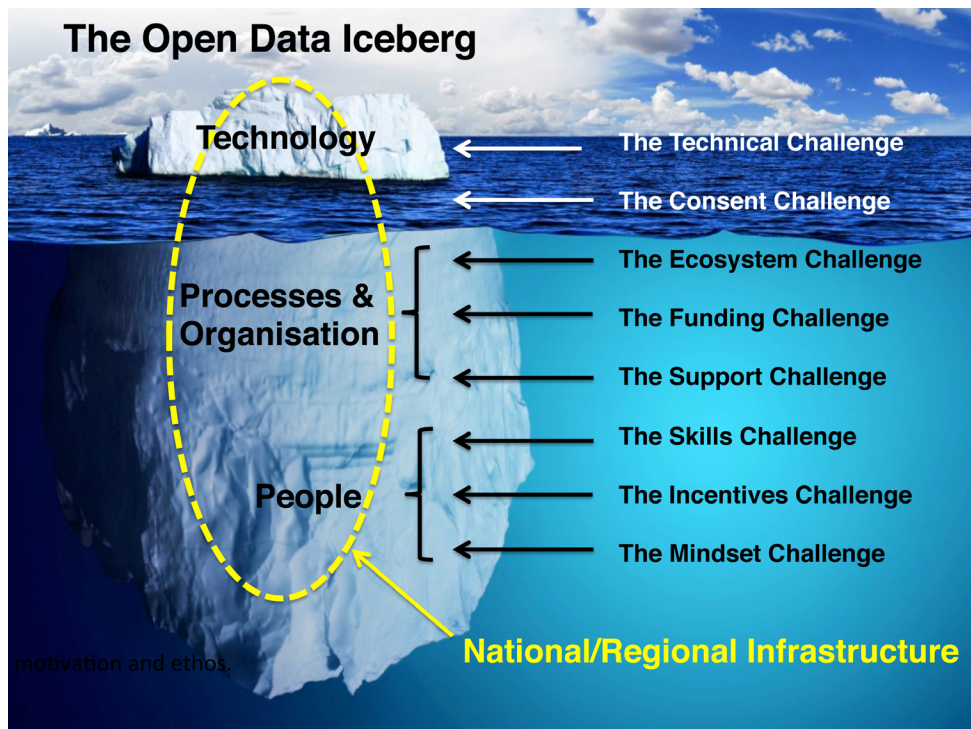 The Open Data Iceberg
Technology
The Technical Challenge
The Consent Challenge
The Ecosystem Challenge
Processes &
Organisation
The Funding Challenge
The Support Challenge
The Skills Challenge
People
The Incentives Challenge
The Mindset Challenge
National/Regional Infrastructure
motivation and ethos.